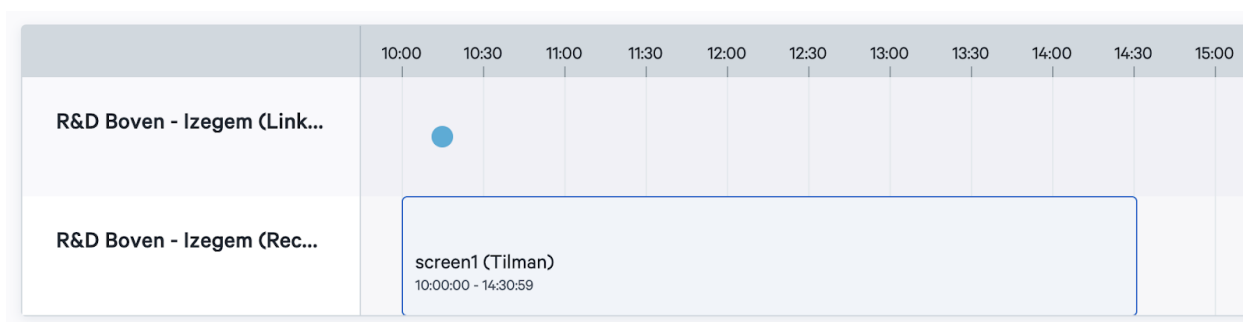 10:00 10:30 11:00 11:30 12:00 12:30 13:00 13:30 14:00 14:30 15:00
R&D Boven - Izegem (Link...
R&D Boven - Izegem (Rec...
screen1 (Tilman)
10:00:00 - 14:30:59